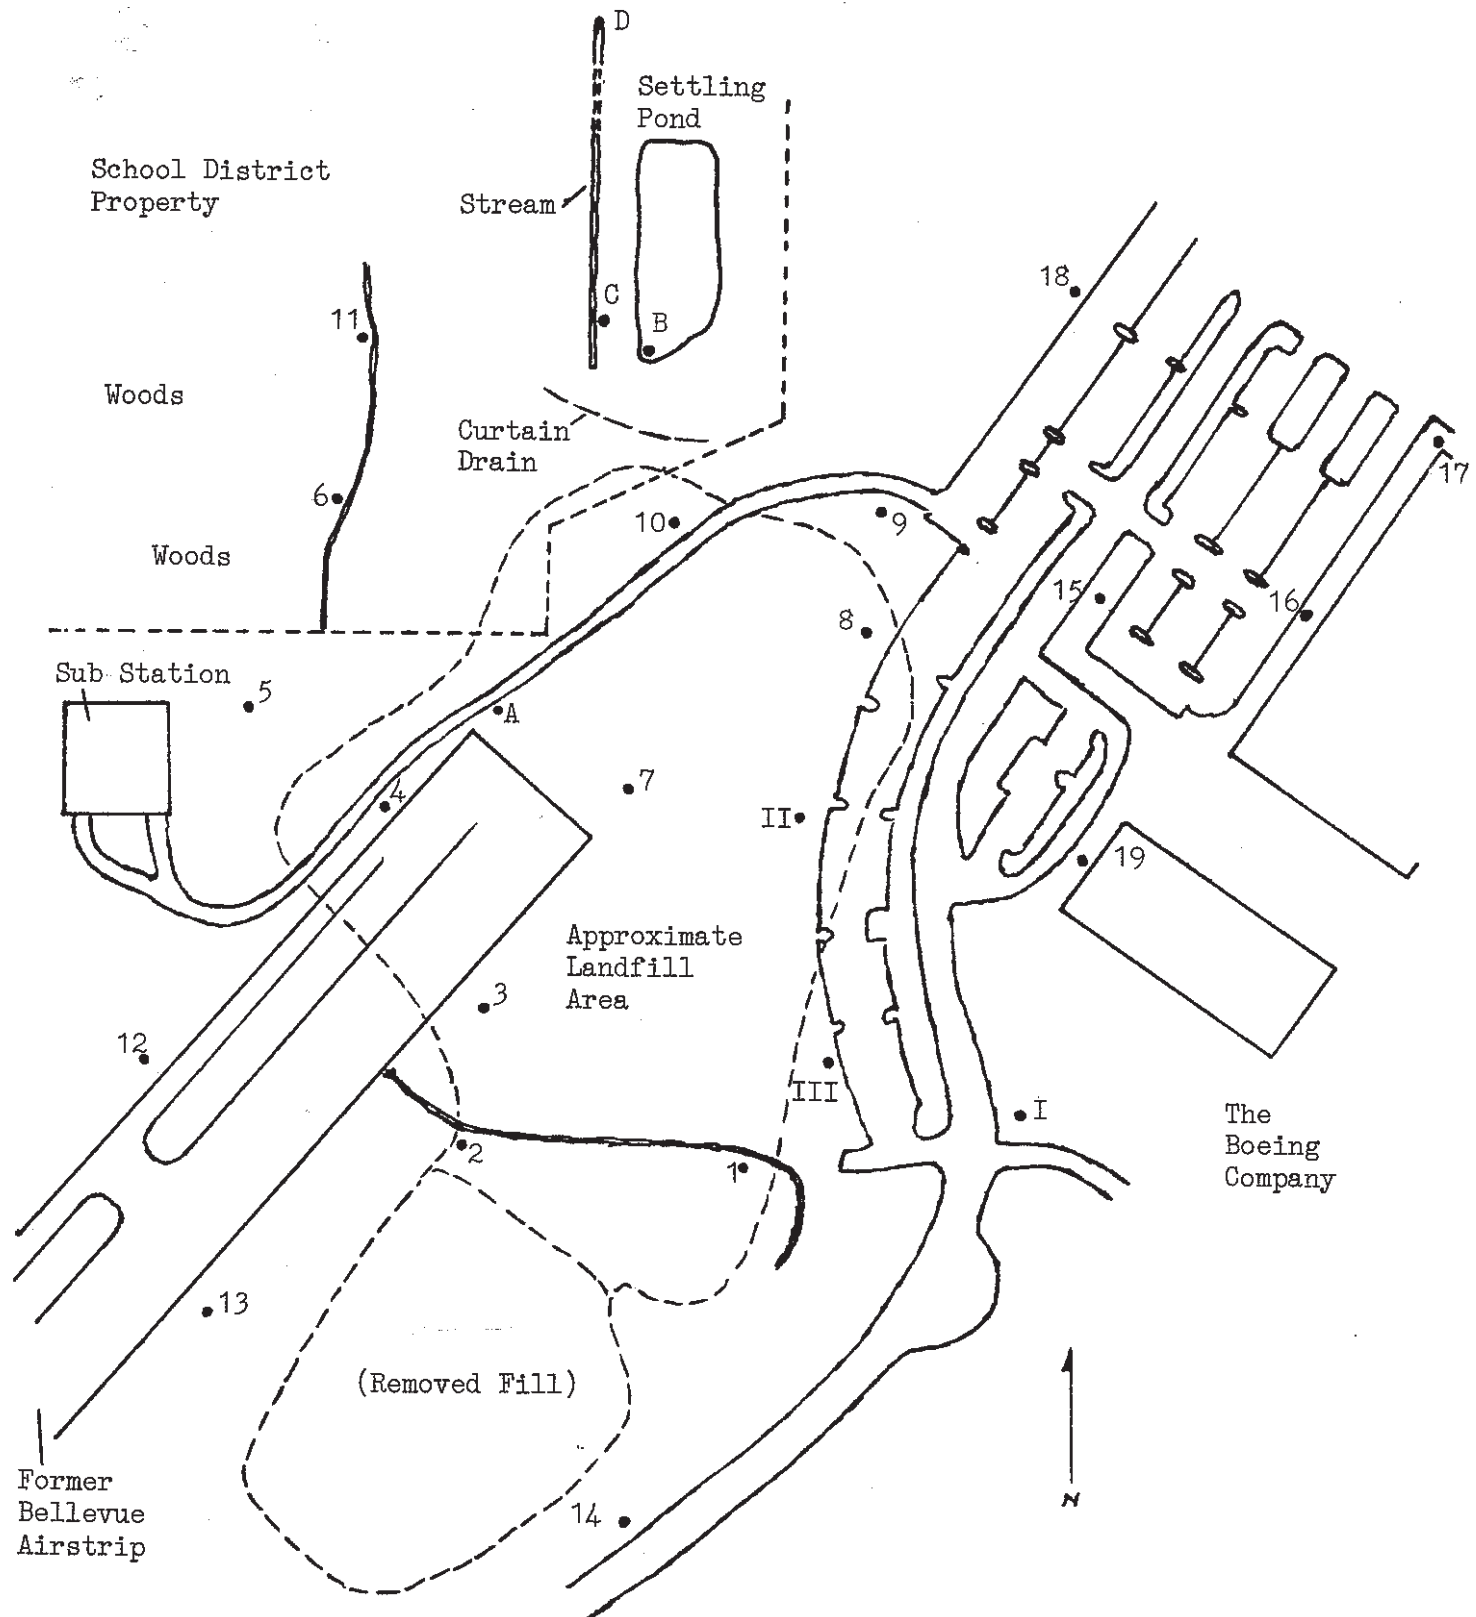 D
Settling
Pond
School District
Property
Stream
C
B
18
11
Woods
Curtain
Drain
17
6
10
9
Woods
15
16
8
Sub Station
5
A
4
7
II
19
Approximate
Landfill
Area
3
12
III
I
The
Boeing
Company
2
1
13
(Removed Fill)
Former
Bellevue
Airstrip
14
N